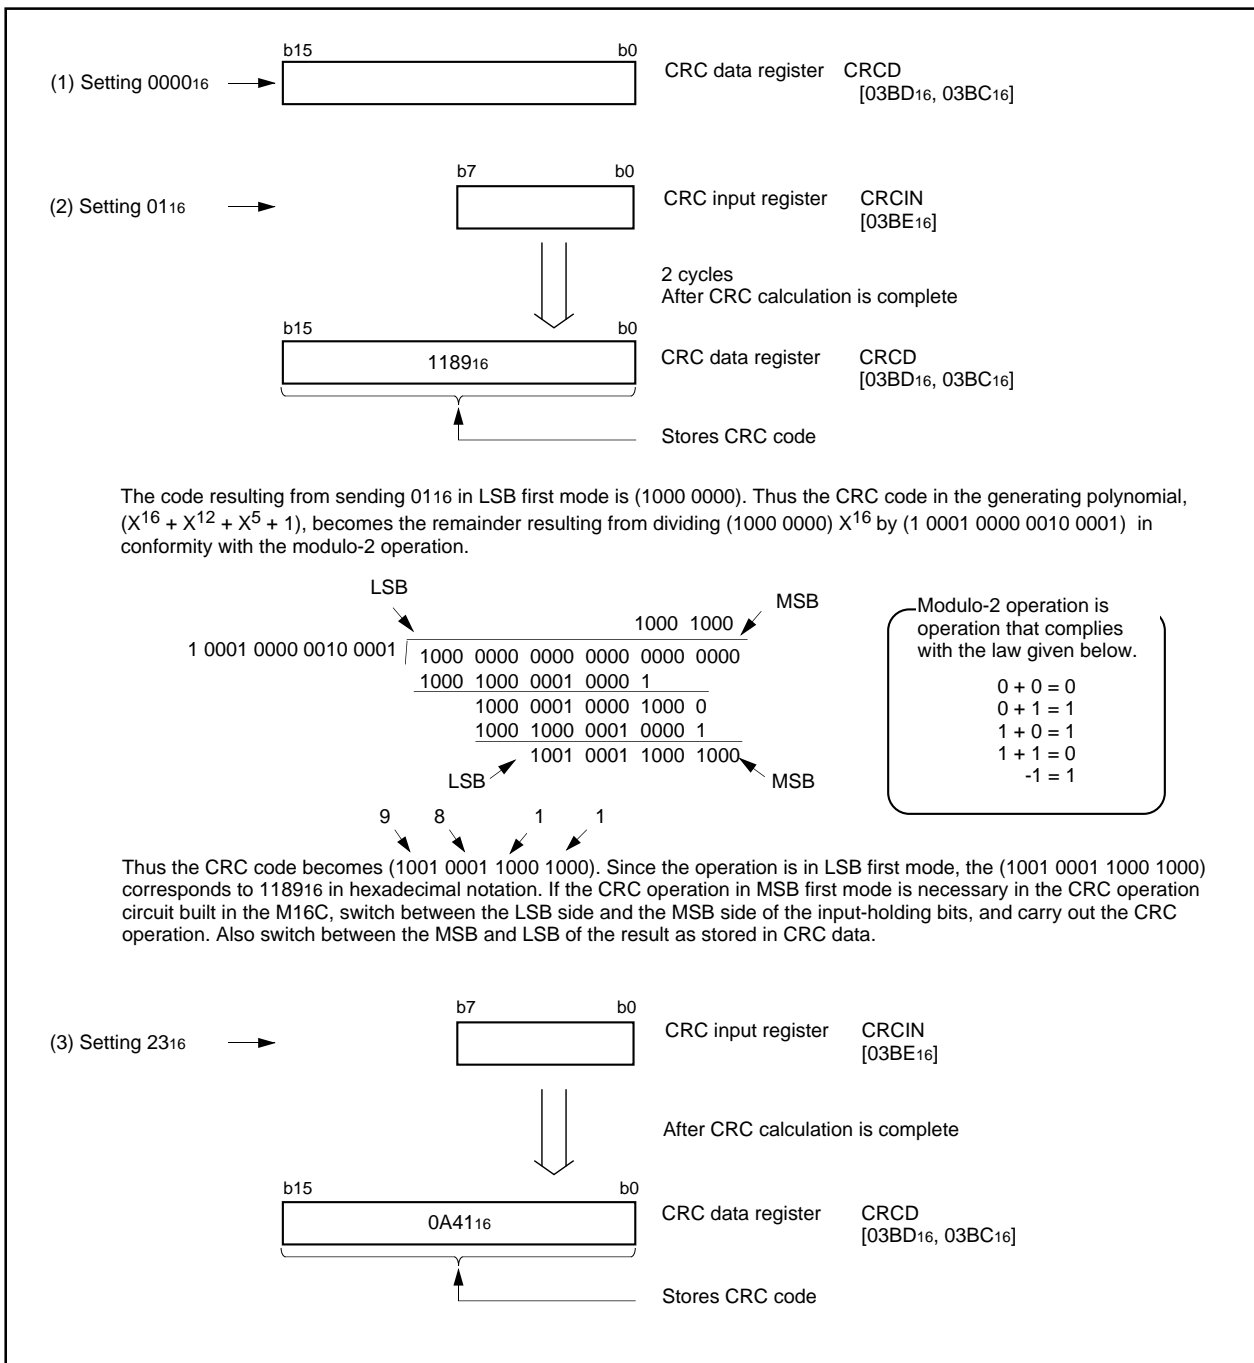 b15 b0
(1) Setting 0000₁₆ CRC data register CRCD
[03BD₁₆, 03BC₁₆]
b7 b0
(2) Setting 01₁₆ CRC input register CRCIN
[03BE₁₆]
2 cycles
After CRC calculation is complete
b15 b0
1189₁₆ CRC data register CRCD
[03BD₁₆, 03BC₁₆]
Stores CRC code
The code resulting from sending 01₁₆ in LSB first mode is (1000 0000). Thus the CRC code in the generating polynomial,
(X¹⁶ + X¹² + X⁵ + 1), becomes the remainder resulting from dividing (1000 0000) X¹⁶ by (1 0001 0000 0010 0001) in
conformity with the modulo-2 operation.
LSB MSB
1000 1000
1 0001 0000 0010 0001 1000 0000 0000 0000 0000 0000
1000 1000 0001 0000 1
1000 0001 0000 1000 0
1000 1000 0001 0000 1
1001 0001 1000 1000
LSB MSB
Modulo-2 operation is
operation that complies
with the law given below.
0 + 0 = 0
0 + 1 = 1
1 + 0 = 1
1 + 1 = 0
-1 = 1
9 8 1 1
Thus the CRC code becomes (1001 0001 1000 1000). Since the operation is in LSB first mode, the (1001 0001 1000 1000)
corresponds to 1189₁₆ in hexadecimal notation. If the CRC operation in MSB first mode is necessary in the CRC operation
circuit built in the M16C, switch between the LSB side and the MSB side of the input-holding bits, and carry out the CRC
operation. Also switch between the MSB and LSB of the result as stored in CRC data.
b7 b0
(3) Setting 23₁₆ CRC input register CRCIN
[03BE₁₆]
After CRC calculation is complete
b15 b0
0A41₁₆ CRC data register CRCD
[03BD₁₆, 03BC₁₆]
Stores CRC code